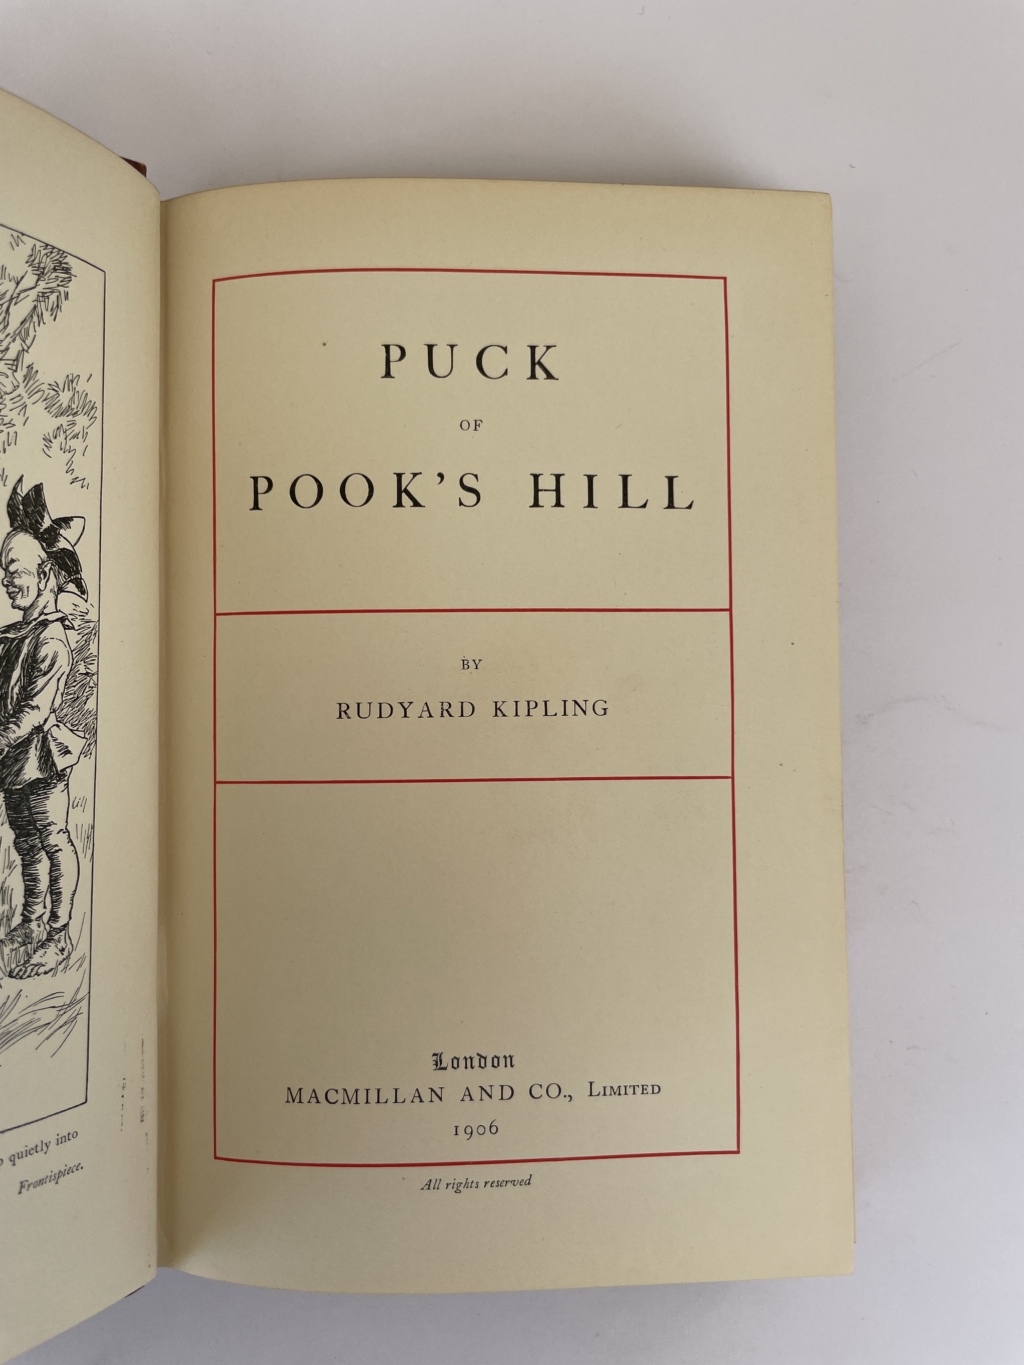 quietly into
Frontispiece.
PUCK
OF
POOK'S HILL
BY
RUDYARD KIPLING
London
MACMILLAN AND CO., LIMITED
1906
All rights reserved